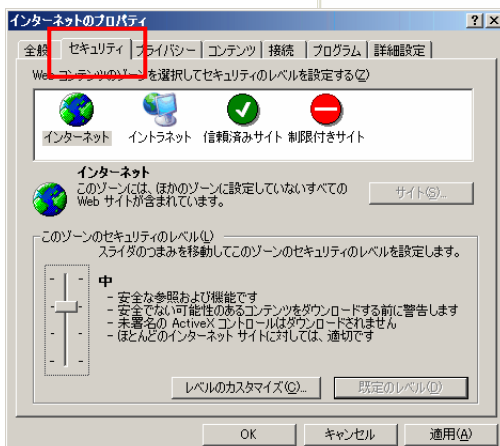 インターネットのプロパティ
全般 セキュリティ プライバシー コンテンツ 接続 プログラム 詳細設定
Web コンテンツのゾーンを選択してセキュリティのレベルを設定する(Z)
インターネット イントラネット 信頼済みサイト 制限付きサイト
インターネット
このゾーンには、ほかのゾーンに設定していないすべての
Web サイトが含まれています。
サイト(S)...
このゾーンのセキュリティのレベル(L)
スライダのつまみを移動してこのゾーンのセキュリティのレベルを設定します。
中
- 安全な参照および機能です
- 安全でない可能性のあるコンテンツをダウンロードする前に警告します
- 未署名の ActiveX コントロールはダウンロードされません
- ほとんどのインターネット サイトに対しては、適切です
レベルのカスタマイズ(C)... 既定のレベル(D)
OK キャンセル 適用(A)